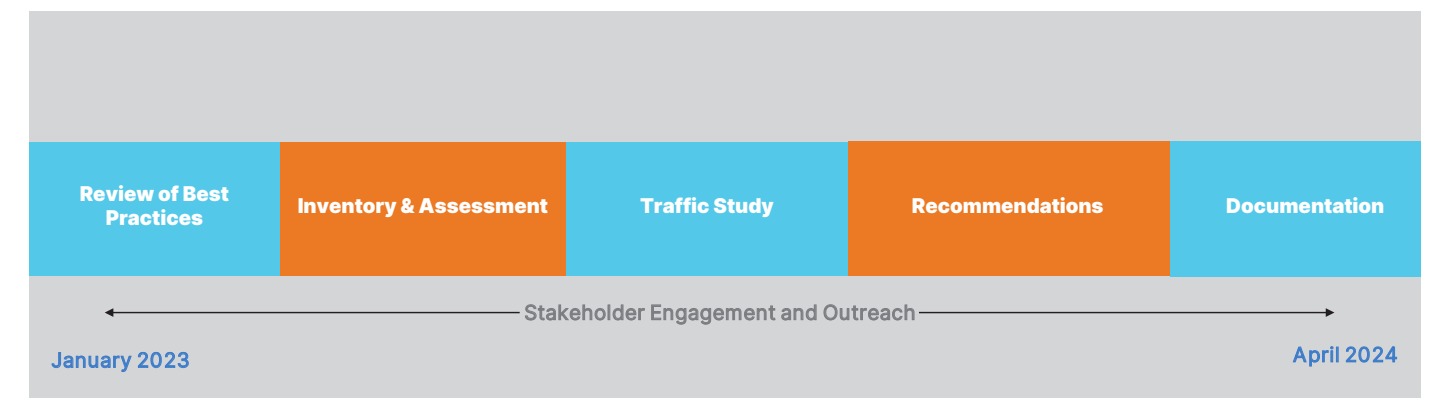 Review of Best
Practices
Inventory & Assessment
Traffic Study
Recommendations
Documentation
Stakeholder Engagement and Outreach
January 2023
April 2024